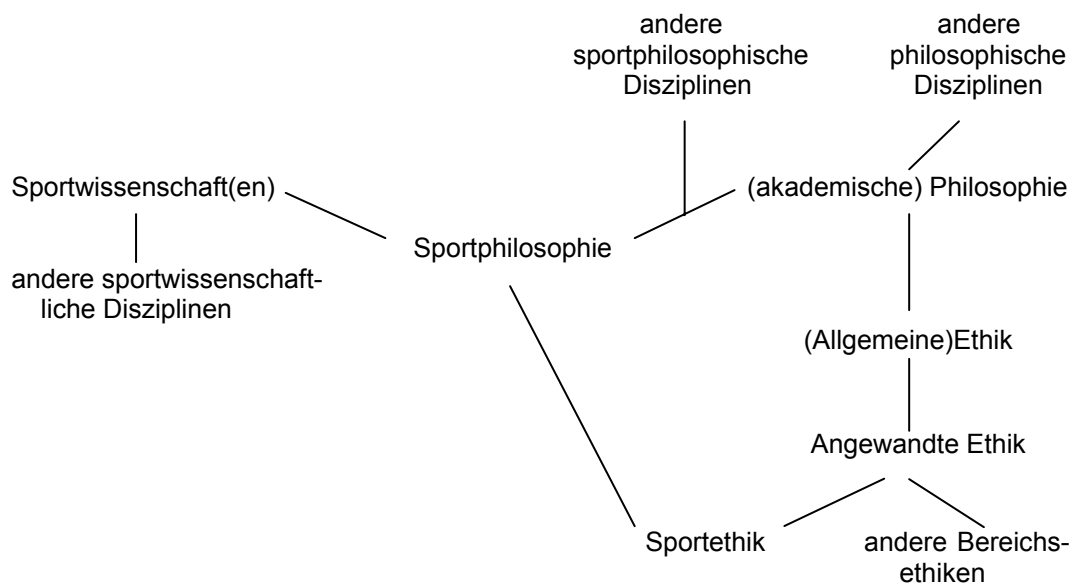 andere
sportphilosophische
Disziplinen
andere
philosophische
Disziplinen
Sportwissenschaft(en)
(akademische) Philosophie
Sportphilosophie
andere sportwissenschaft-
liche Disziplinen
(Allgemeine)Ethik
Angewandte Ethik
Sportethik
andere Bereichs-
ethiken